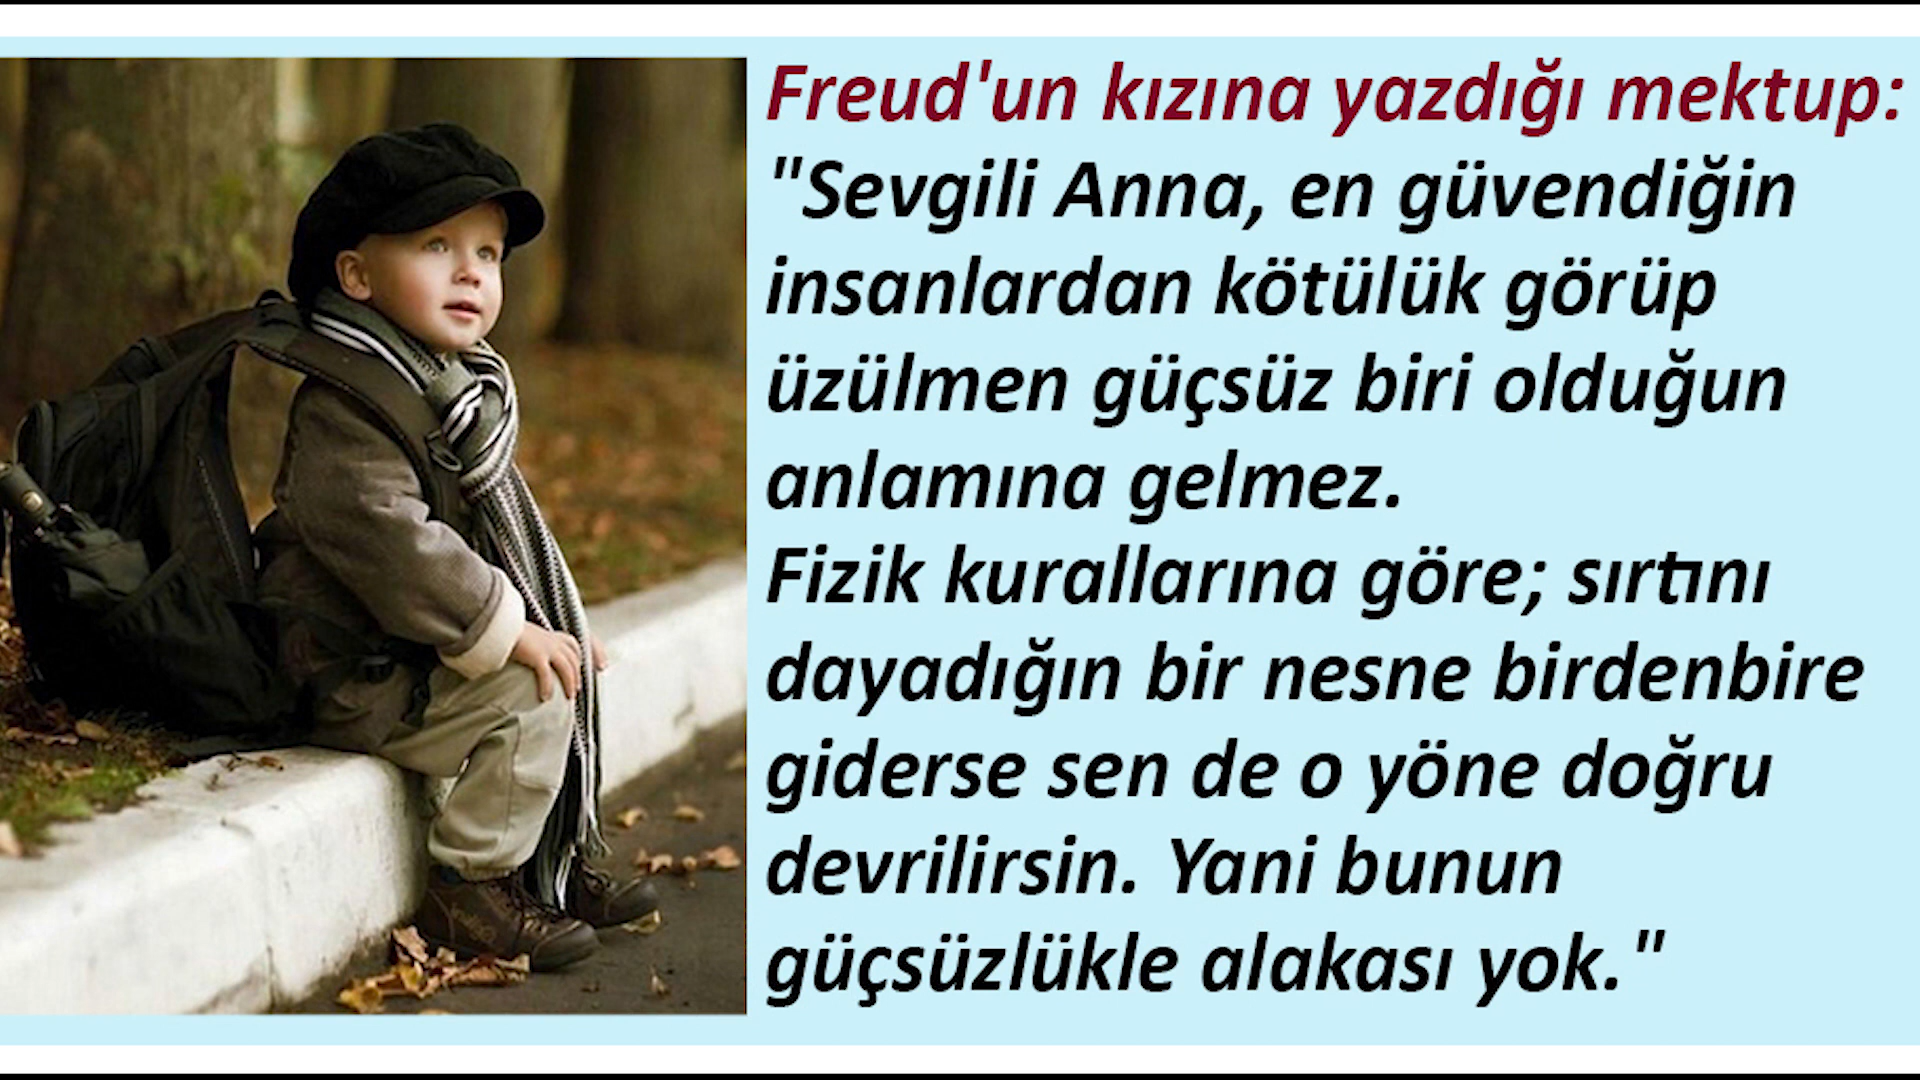 Freud'un kızına yazdığı mektup:
"Sevgili Anna, en güvendiğin
insanlardan kötülük görüp
üzülmen güçsüz biri olduğun
anlamına gelmez.
Fizik kurallarına göre; sırtını
dayadığın bir nesne birdenbire
giderse sen de o yöne doğru
devrilirsin. Yani bunun
güçsüzlükle alakası yok."